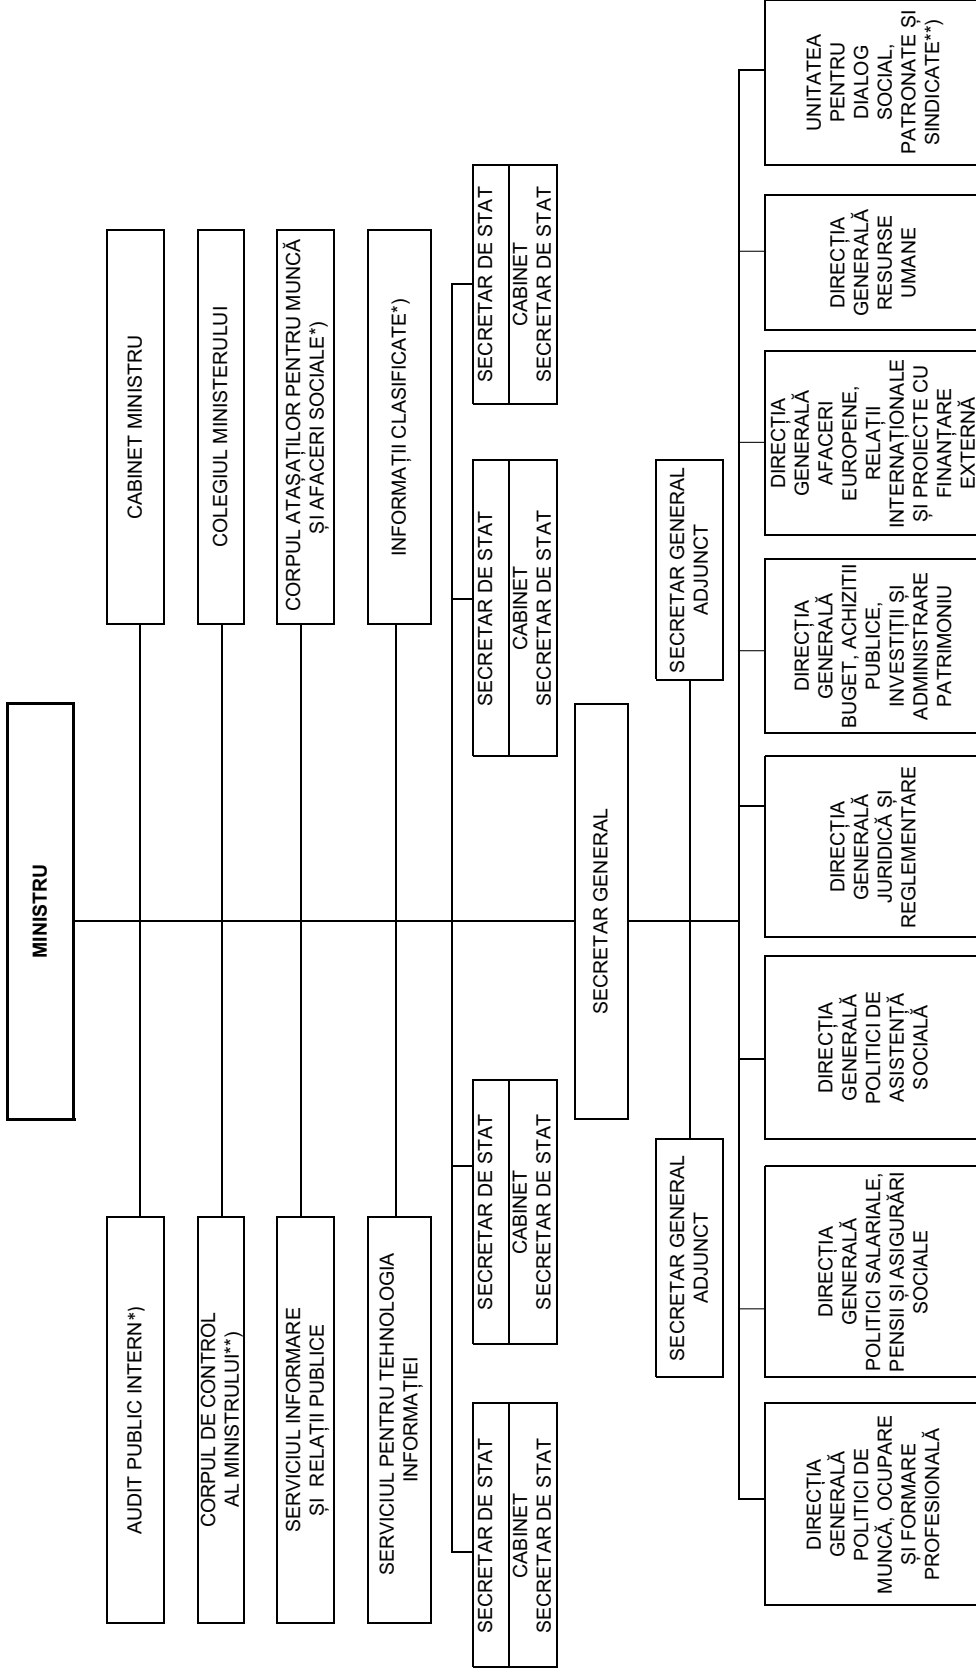 MINISTRU
AUDIT PUBLIC INTERN*)
CABINET MINISTRU
CORPUL DE CONTROL
AL MINISTRULUI**)
COLEGIUL MINISTERULUI
SERVICIUL INFORMARE
ȘI RELAȚII PUBLICE
CORPUL ATAȘAȚILOR PENTRU MUNCĂ
ȘI AFACERI SOCIALE*)
SERVICIUL PENTRU TEHNOLOGIA
INFORMAȚIEI
INFORMAȚII CLASIFICATE*)
SECRETAR DE STAT
CABINET
SECRETAR DE STAT
SECRETAR DE STAT
CABINET
SECRETAR DE STAT
SECRETAR DE STAT
CABINET
SECRETAR DE STAT
SECRETAR DE STAT
CABINET
SECRETAR DE STAT
SECRETAR GENERAL
SECRETAR GENERAL
ADJUNCT
SECRETAR GENERAL
ADJUNCT
DIRECȚIA
GENERALĂ
POLITICI DE
MUNCĂ, OCUPARE
ȘI FORMARE
PROFESIONALĂ
DIRECȚIA
GENERALĂ
POLITICI SALARIALE,
PENSII ȘI ASIGURĂRI
SOCIALE
DIRECȚIA
GENERALĂ
POLITICI DE
ASISTENȚĂ
SOCIALĂ
DIRECȚIA
GENERALĂ
JURIDICĂ ȘI
REGLEMENTARE
DIRECȚIA
GENERALĂ
BUGET, ACHIZITII
PUBLICE,
INVESTIȚII ȘI
ADMINISTRARE
PATRIMONIU
DIRECȚIA
GENERALĂ
AFACERI
EUROPENE,
RELAȚII
INTERNAȚIONALE
ȘI PROIECTE CU
FINANȚARE
EXTERNĂ
DIRECȚIA
GENERALĂ
RESURSE
UMANE
UNITATEA
PENTRU
DIALOG
SOCIAL,
PATRONATE ȘI
SINDICATE**)